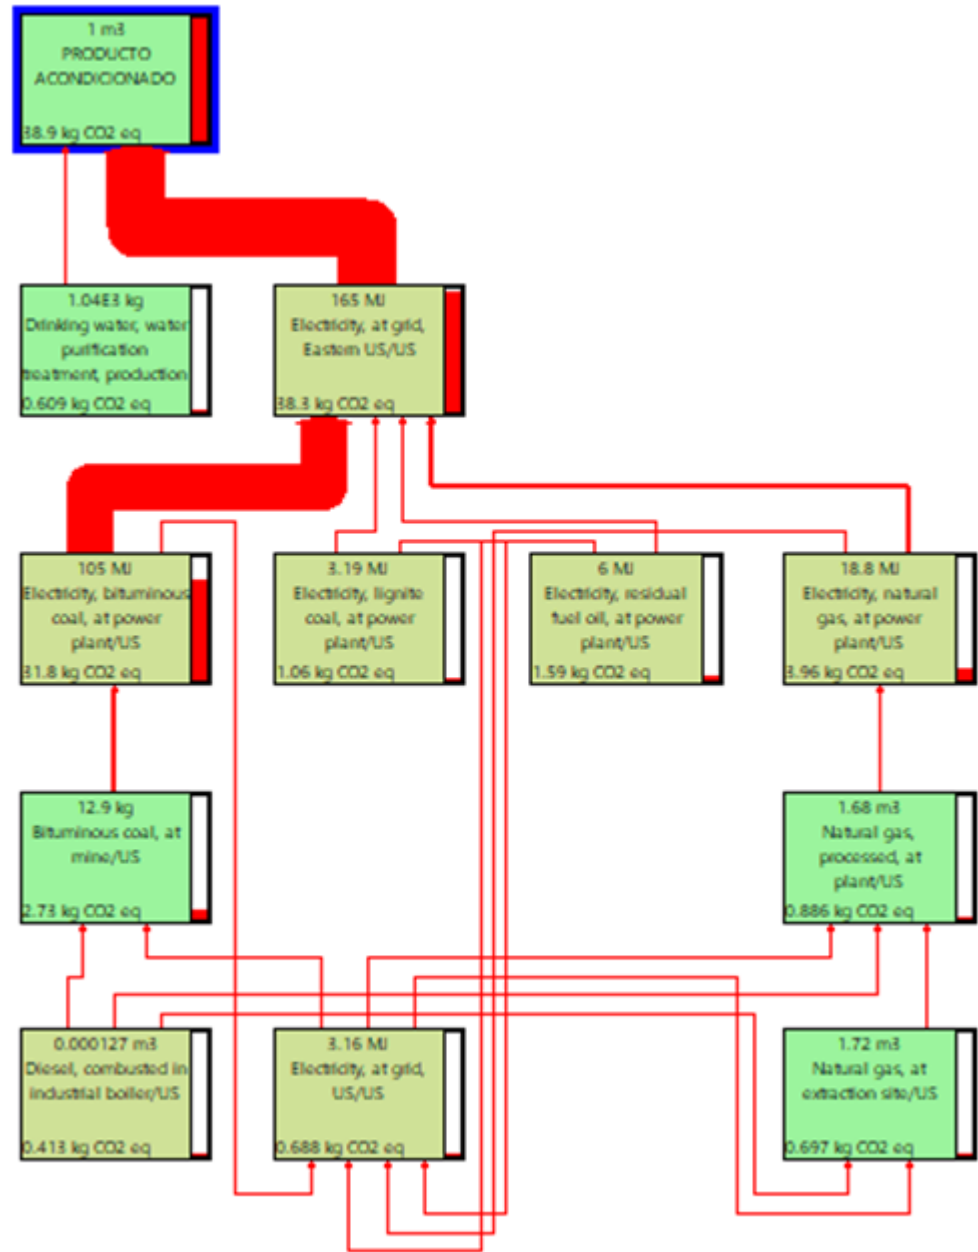 1 m3
PRODUCTO
ACONDICIONADO
38.9 kg CO2 eq
1.04E3 kg
Drinking water, water
purification
treatment, production
0.609 kg CO2 eq
165 MJ
Electricity, at grid,
Eastern US/US
38.3 kg CO2 eq
105 MJ
Electricity, bituminous
coal, at power
plant/US
31.8 kg CO2 eq
3.19 MJ
Electricity, lignite
coal, at power
plant/US
1.06 kg CO2 eq
6 MJ
Electricity, residual
fuel oil, at power
plant/US
1.59 kg CO2 eq
18.8 MJ
Electricity, natural
gas, at power
plant/US
3.96 kg CO2 eq
12.9 kg
Bituminous coal, at
mine/US
2.73 kg CO2 eq
1.68 m3
Natural gas,
processed, at
plant/US
0.886 kg CO2 eq
0.000127 m3
Diesel, combusted in
industrial boiler/US
0.413 kg CO2 eq
3.16 MJ
Electricity, at grid,
US/US
0.688 kg CO2 eq
1.72 m3
Natural gas, at
extraction site/US
0.697 kg CO2 eq